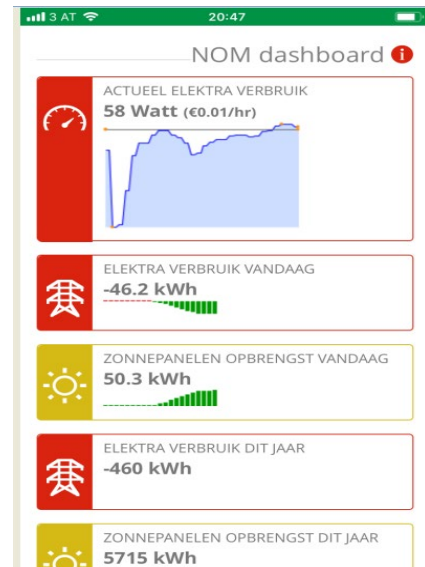 3 AT 20:47
NOM dashboard i
ACTUEEL ELEKTRA VERBRUIK
58 Watt (€0.01/hr)
ELEKTRA VERBRUIK VANDAAG
-46.2 kWh
ZONNEPANELEN OPBRENGST VANDAAG
50.3 kWh
ELEKTRA VERBRUIK DIT JAAR
-460 kWh
ZONNEPANELEN OPBRENGST DIT JAAR
5715 kWh